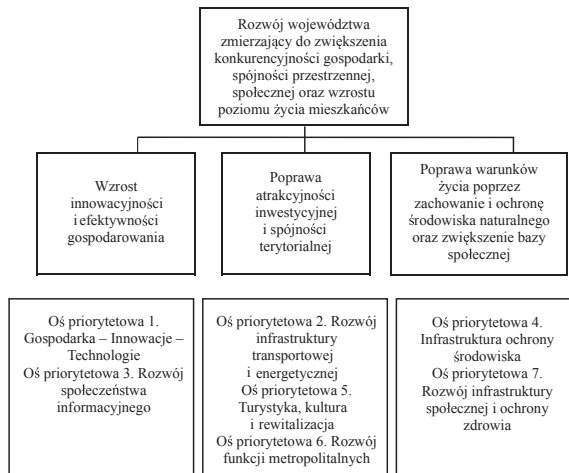 Rozwój województwa
zmierzający do zwiększenia
konkurencyjności gospodarki,
spójności przestrzennej,
społecznej oraz wzrostu
poziomu życia mieszkańców
Wzrost
innowacyjności
i efektywności
gospodarowania
Poprawa
atrakcyjności
inwestycyjnej
i spójności
terytorialnej
Poprawa warunków
życia poprzez
zachowanie i ochronę
środowiska naturalnego
oraz zwiększenie bazy
społecznej
Oś priorytetowa 1.
Gospodarka – Innowacje –
Technologie
Oś priorytetowa 3. Rozwój
społeczeństwa
informacyjnego
Oś priorytetowa 2. Rozwój
infrastruktury
transportowej
i energetycznej
Oś priorytetowa 5.
Turystyka, kultura
i rewitalizacja
Oś priorytetowa 6. Rozwój
funkcji metropolitalnych
Oś priorytetowa 4.
Infrastruktura ochrony
środowiska
Oś priorytetowa 7.
Rozwój infrastruktury
społecznej i ochrony
zdrowia